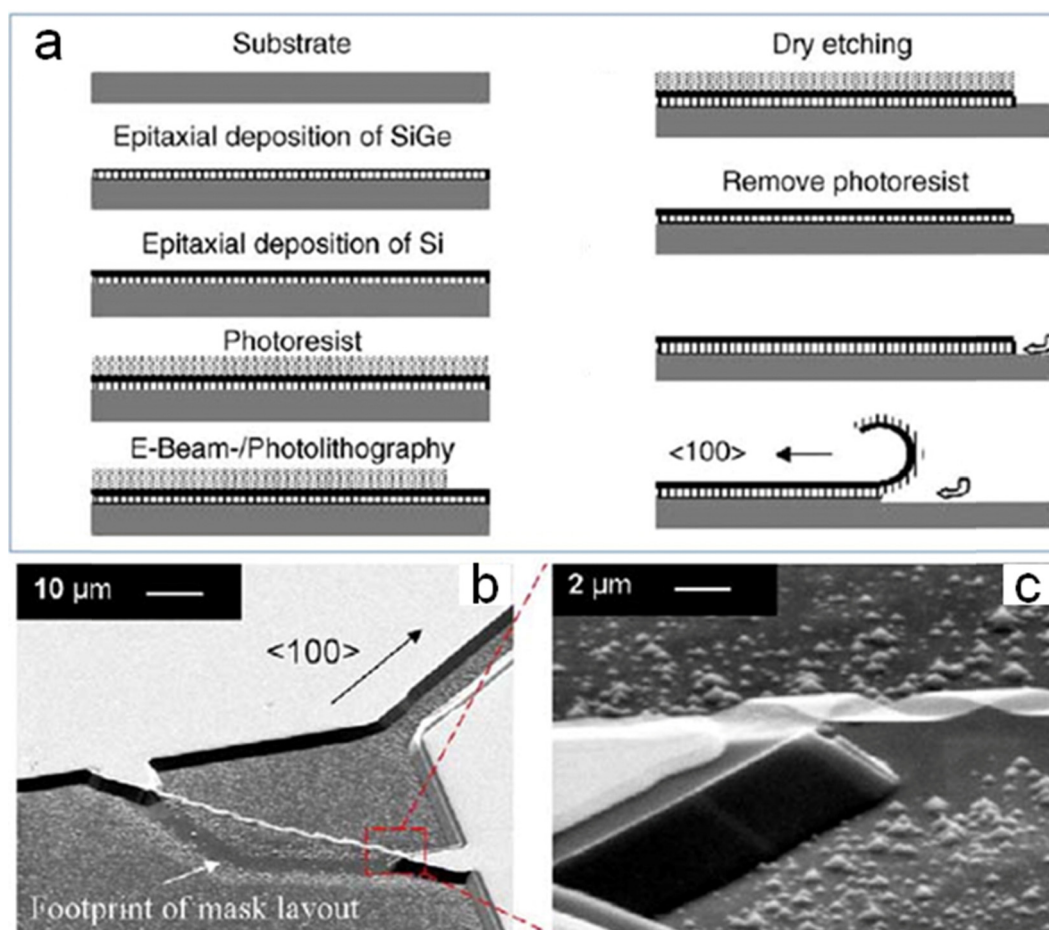 a
Substrate
Epitaxial deposition of SiGe
Epitaxial deposition of Si
Photoresist
E-Beam-/Photolithography
Dry etching
Remove photoresist
<100>
10 µm
b
<100>
Footprint of mask layout
2 µm
c